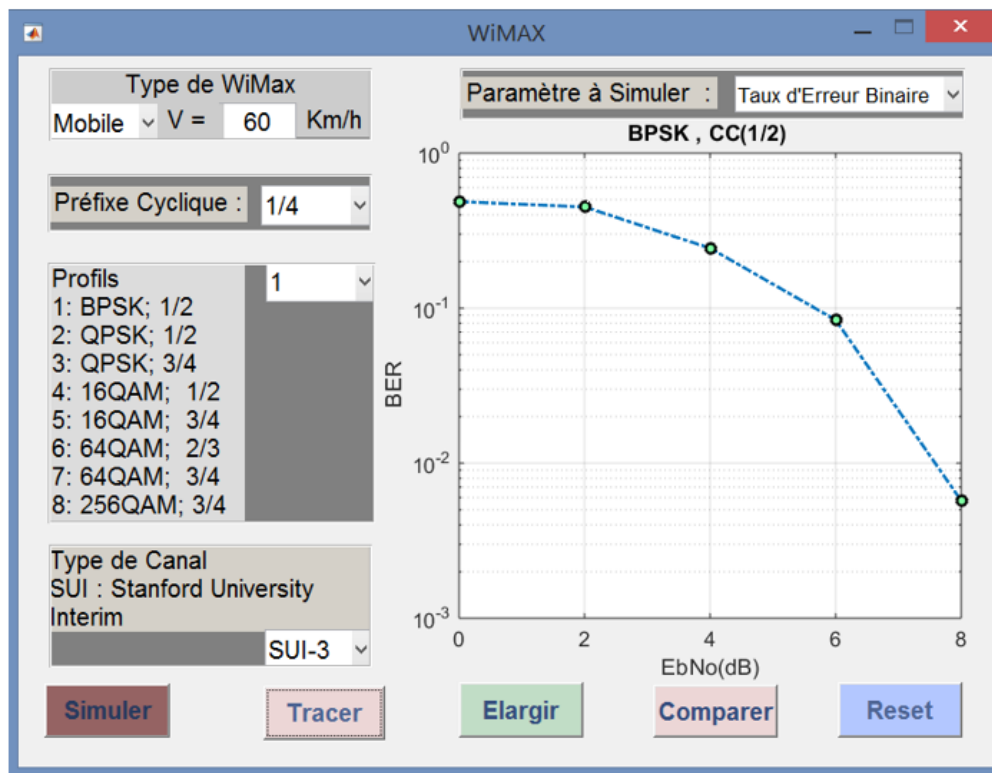 WiMAX
Type de WiMax
Mobile V = 60 Km/h
Préfixe Cyclique : 1/4
Profils 1
1: BPSK; 1/2
2: QPSK; 1/2
3: QPSK; 3/4
4: 16QAM; 1/2
5: 16QAM; 3/4
6: 64QAM; 2/3
7: 64QAM; 3/4
8: 256QAM; 3/4
Type de Canal
SUI : Stanford University
Interim
SUI-3
Paramètre à Simuler : Taux d'Erreur Binaire
BPSK , CC(1/2)
10^0
10^-1
10^-2
10^-3
BER
0 2 4 6 8
EbNo(dB)
Simuler Tracer Elargir Comparer Reset